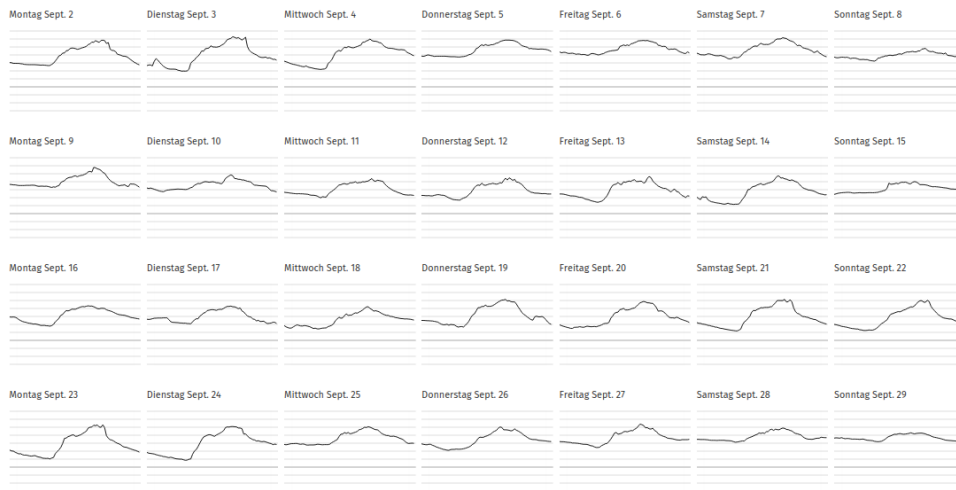 Montag Sept. 2
Dienstag Sept. 3
Mittwoch Sept. 4
Donnerstag Sept. 5
Freitag Sept. 6
Samstag Sept. 7
Sonntag Sept. 8
Montag Sept. 9
Dienstag Sept. 10
Mittwoch Sept. 11
Donnerstag Sept. 12
Freitag Sept. 13
Samstag Sept. 14
Sonntag Sept. 15
Montag Sept. 16
Dienstag Sept. 17
Mittwoch Sept. 18
Donnerstag Sept. 19
Freitag Sept. 20
Samstag Sept. 21
Sonntag Sept. 22
Montag Sept. 23
Dienstag Sept. 24
Mittwoch Sept. 25
Donnerstag Sept. 26
Freitag Sept. 27
Samstag Sept. 28
Sonntag Sept. 29